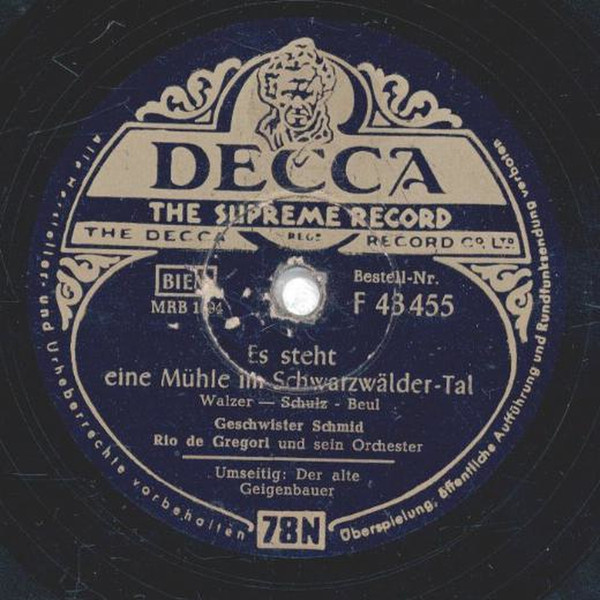 DECCA
THE SUPREME RECORD
THE DECCA REGD RECORD CO. LTD.
BIEM
Bestell-Nr.
MRB
F 43455
Es steht
eine Mühle im Schwarzwälder-Tal
Walzer — Schulz - Beul
Geschwister Schmid
Rio de Gregori und sein Orchester
Umseitig: Der alte
Geigenbauer
78N
Alle Hersteller- und Urheberrechte vorbehalten
Überspielung, öffentliche Aufführung und Rundfunksendung verboten